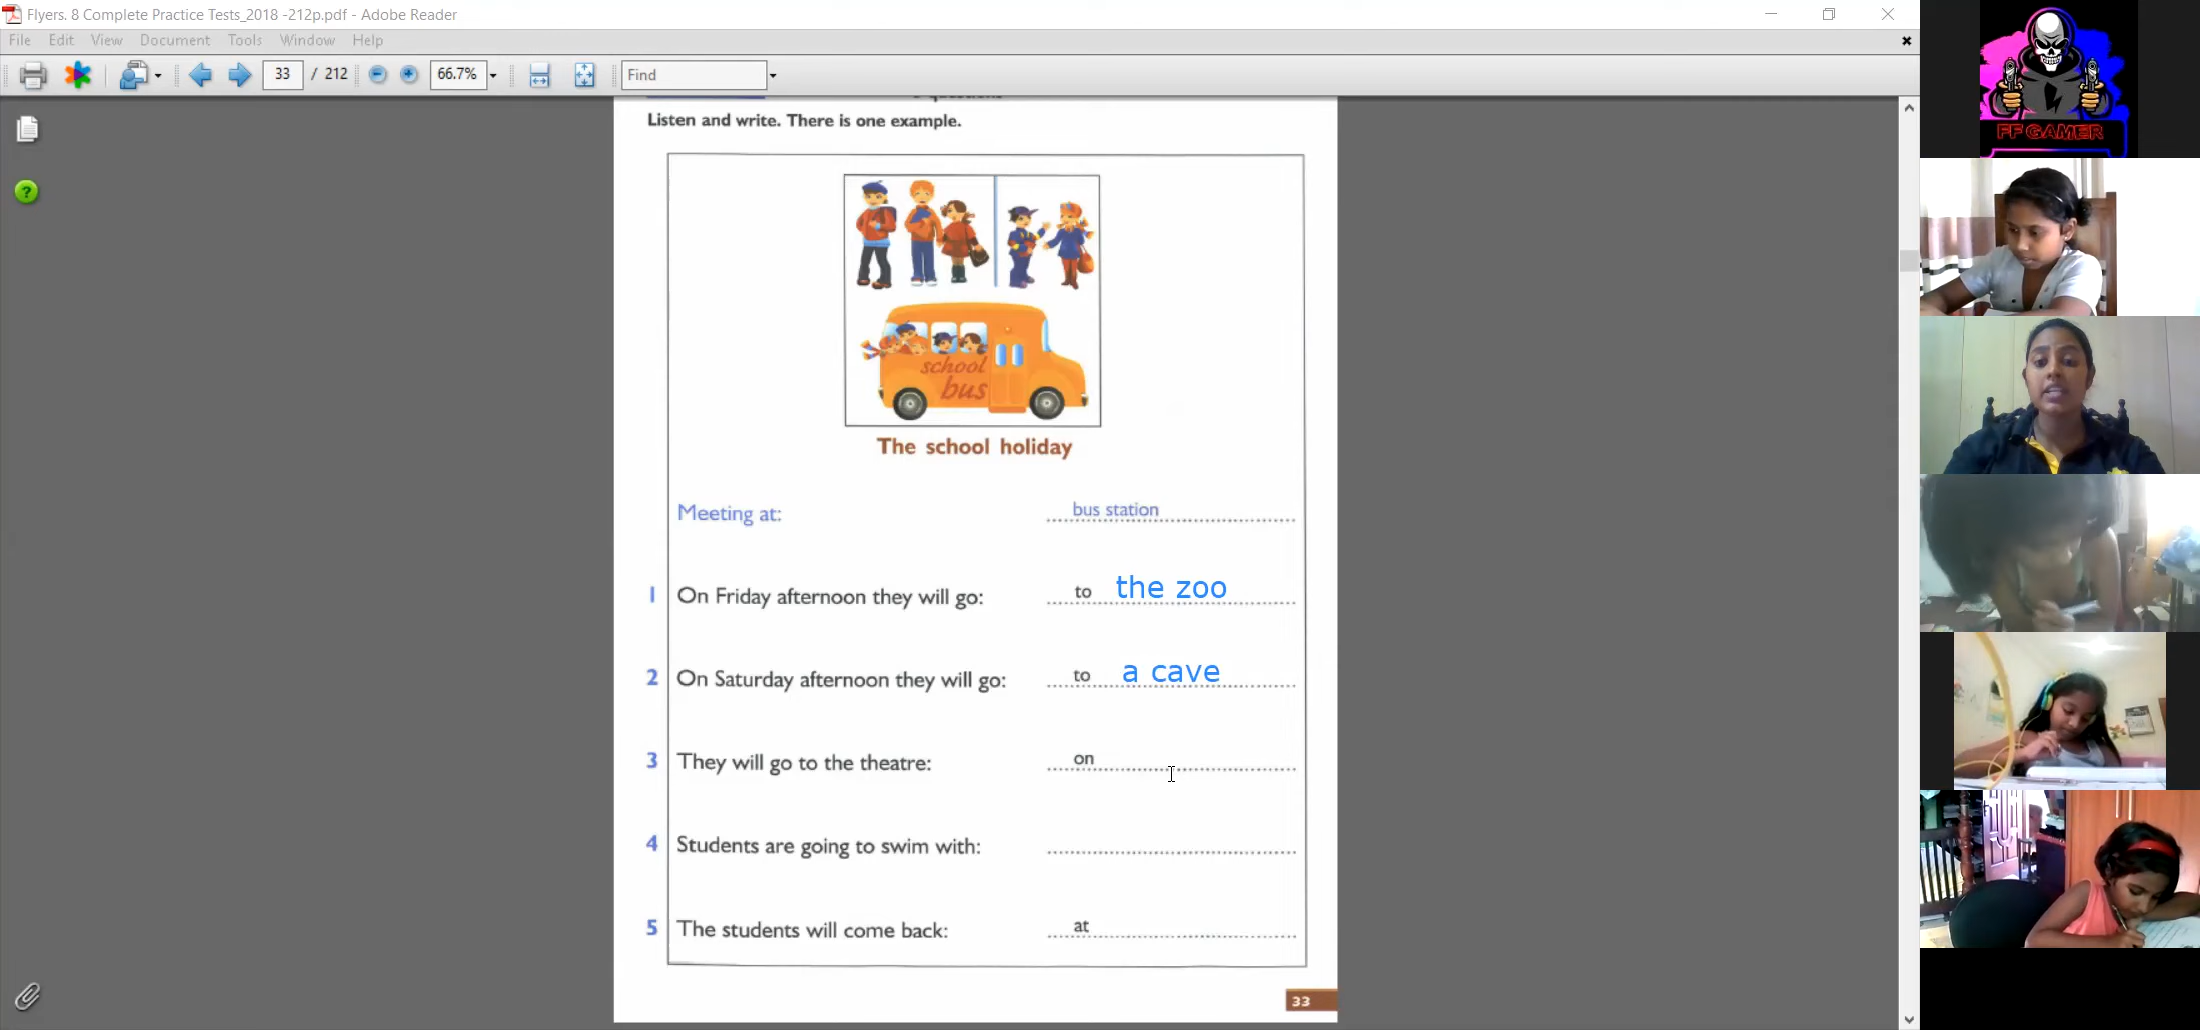 Flyers. 8 Complete Practice Tests_2018 -212p.pdf - Adobe Reader
File Edit View Document Tools Window Help
33 / 212 66.7% Find
Listen and write. There is one example.
school
bus
The school holiday
Meeting at: bus station
1 On Friday afternoon they will go: to the zoo
2 On Saturday afternoon they will go: to a cave
3 They will go to the theatre: on
4 Students are going to swim with:
5 The students will come back: at
33
FF GAMER